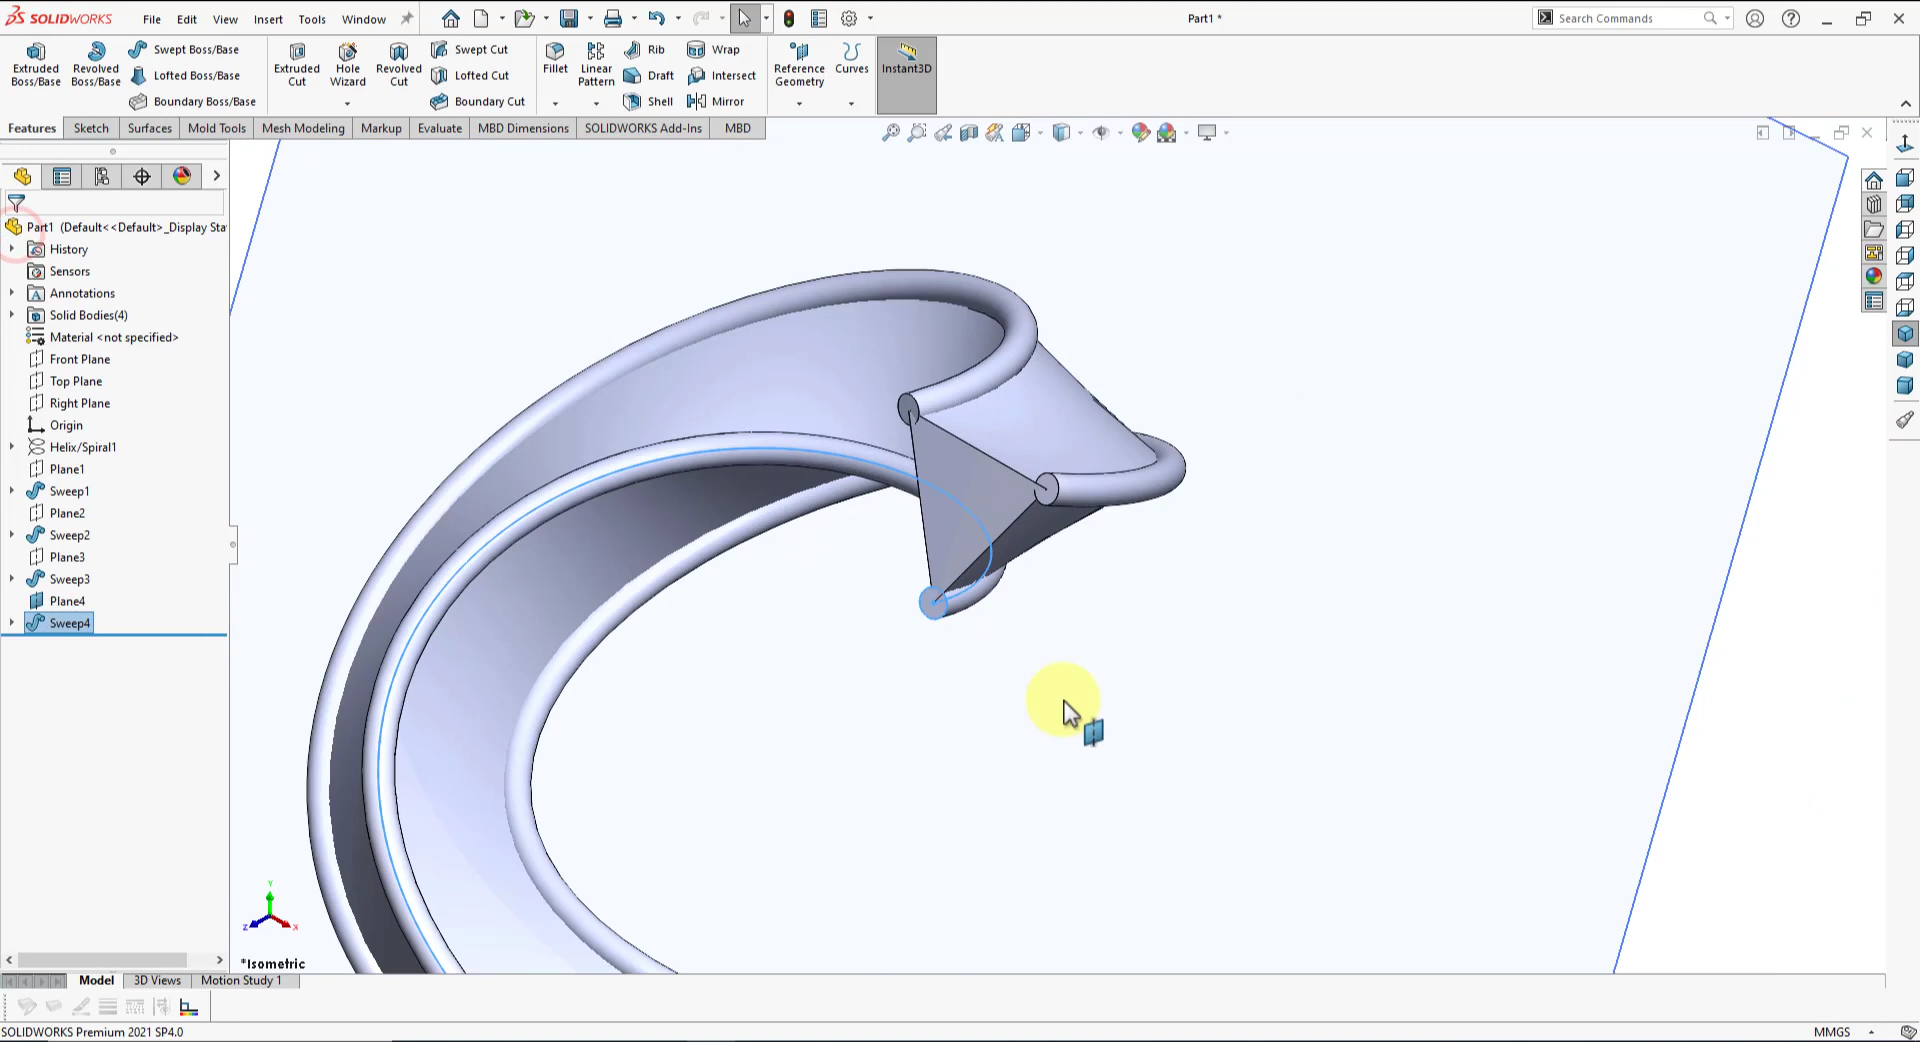 SOLIDWORKS
File
Edit
View
Insert
Tools
Window
Part1 *
Search Commands
Extruded Boss/Base
Revolved Boss/Base
Swept Boss/Base
Lofted Boss/Base
Boundary Boss/Base
Extruded Cut
Hole Wizard
Revolved Cut
Swept Cut
Lofted Cut
Boundary Cut
Fillet
Linear Pattern
Rib
Draft
Shell
Wrap
Intersect
Mirror
Reference Geometry
Curves
Instant3D
Features
Sketch
Surfaces
Mold Tools
Mesh Modeling
Markup
Evaluate
MBD Dimensions
SOLIDWORKS Add-Ins
MBD
Part1 (Default<<Default>_Display Sta
History
Sensors
Annotations
Solid Bodies(4)
Material <not specified>
Front Plane
Top Plane
Right Plane
Origin
Helix/Spiral1
Plane1
Sweep1
Plane2
Sweep2
Plane3
Sweep3
Plane4
Sweep4
Y
Z
X
*Isometric
Model
3D Views
Motion Study 1
SOLIDWORKS Premium 2021 SP4.0
MMGS